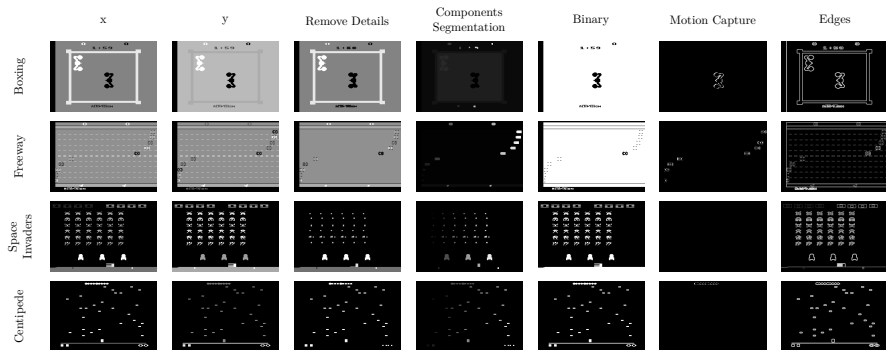 x y Remove Details Components Segmentation Binary Motion Capture Edges
Boxing
Freeway
Space Invaders
Centipede